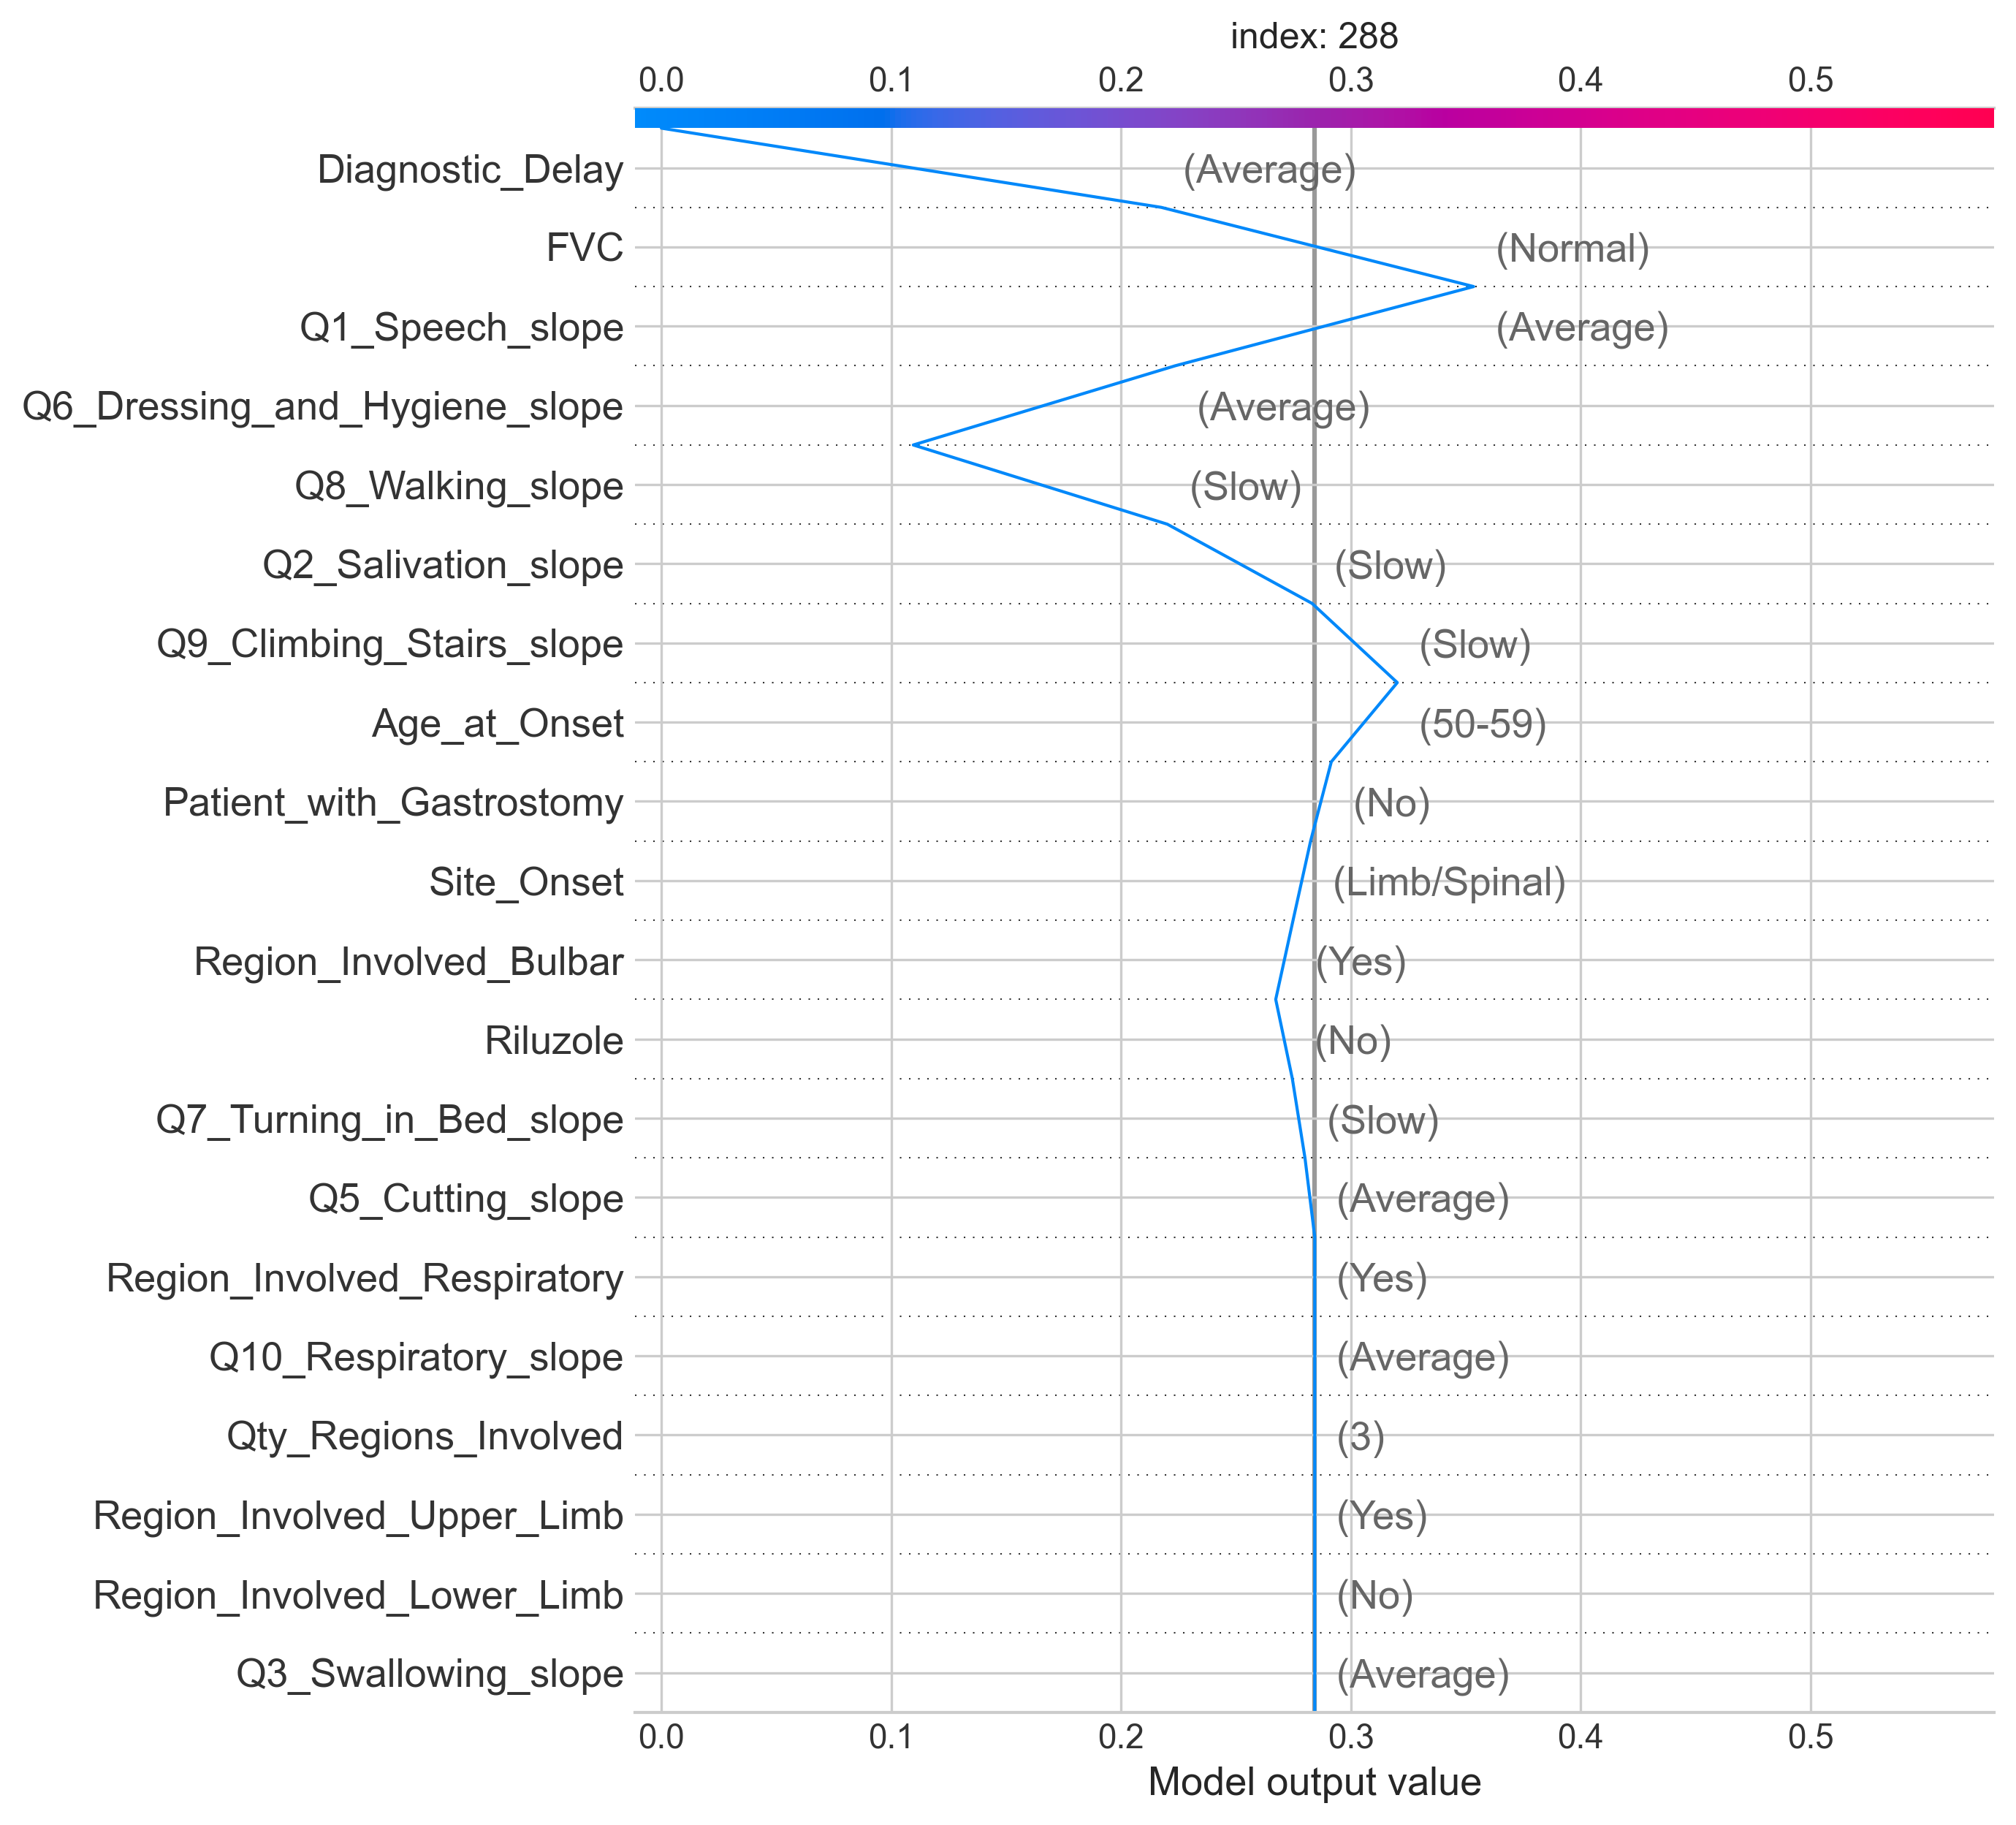 index: 288
0.0 0.1 0.2 0.3 0.4 0.5
Diagnostic_Delay (Average)
FVC (Normal)
Q1_Speech_slope (Average)
Q6_Dressing_and_Hygiene_slope (Average)
Q8_Walking_slope (Slow)
Q2_Salivation_slope (Slow)
Q9_Climbing_Stairs_slope (Slow)
Age_at_Onset (50-59)
Patient_with_Gastrostomy (No)
Site_Onset (Limb/Spinal)
Region_Involved_Bulbar (Yes)
Riluzole (No)
Q7_Turning_in_Bed_slope (Slow)
Q5_Cutting_slope (Average)
Region_Involved_Respiratory (Yes)
Q10_Respiratory_slope (Average)
Qty_Regions_Involved (3)
Region_Involved_Upper_Limb (Yes)
Region_Involved_Lower_Limb (No)
Q3_Swallowing_slope (Average)
0.0 0.1 0.2 0.3 0.4 0.5
Model output value